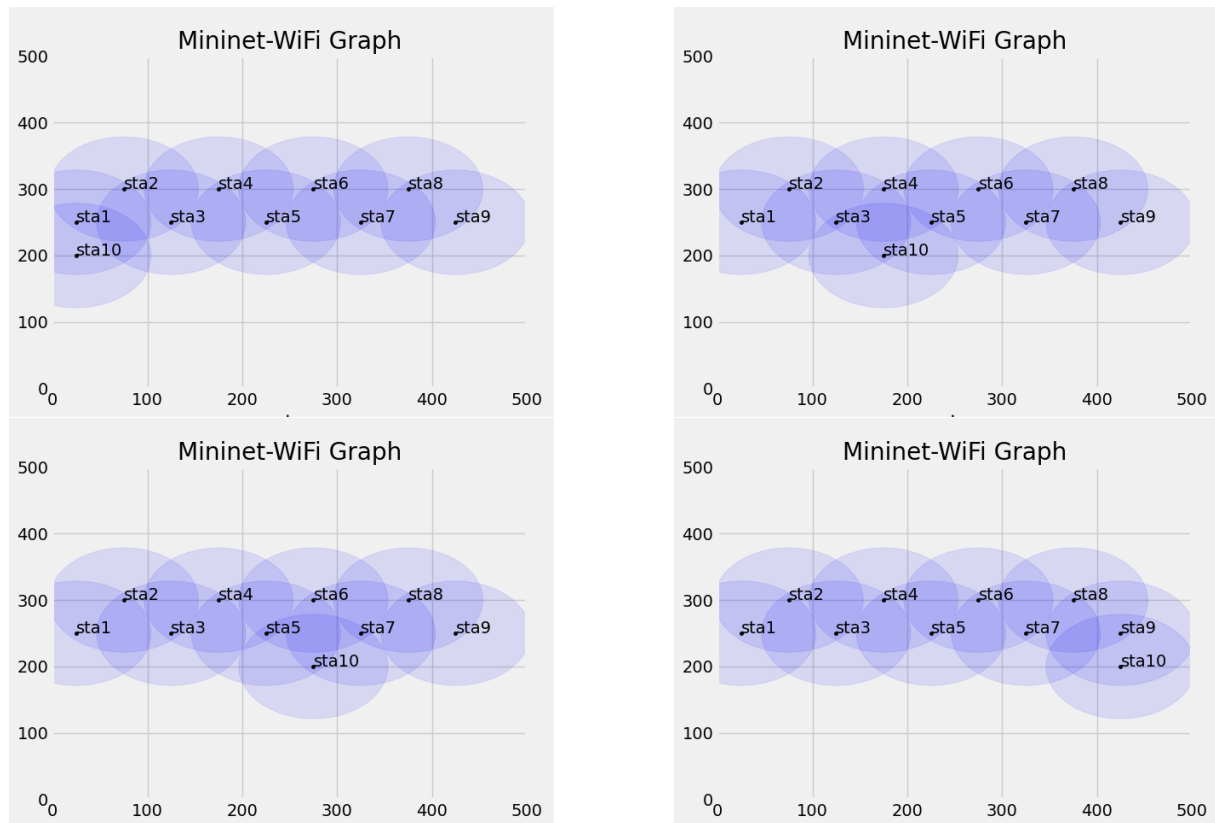 Mininet-WiFi Graph
500
400
sta2 sta4 sta6 sta8
300
sta1 sta3 sta5 sta7 sta9
sta10
200
100
0
0 100 200 300 400 500
Mininet-WiFi Graph
500
400
sta2 sta4 sta6 sta8
300
sta1 sta3 sta5 sta7 sta9
sta10
200
100
0
0 100 200 300 400 500
Mininet-WiFi Graph
500
400
sta2 sta4 sta6 sta8
300
sta1 sta3 sta5 sta7 sta9
sta10
200
100
0
0 100 200 300 400 500
Mininet-WiFi Graph
500
400
sta2 sta4 sta6 sta8
300
sta1 sta3 sta5 sta7 sta9
sta10
200
100
0
0 100 200 300 400 500